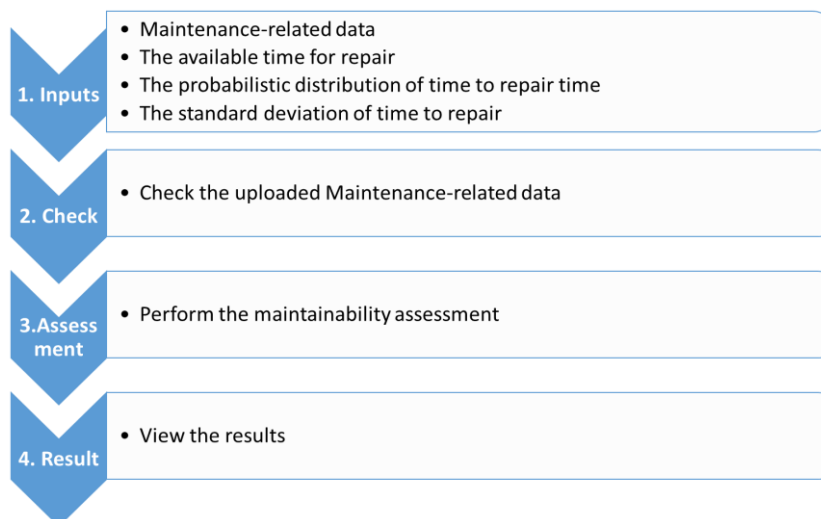 1. Inputs
• Maintenance-related data
• The available time for repair
• The probabilistic distribution of time to repair time
• The standard deviation of time to repair
2. Check
• Check the uploaded Maintenance-related data
3.Assess
ment
• Perform the maintainability assessment
4. Result
• View the results